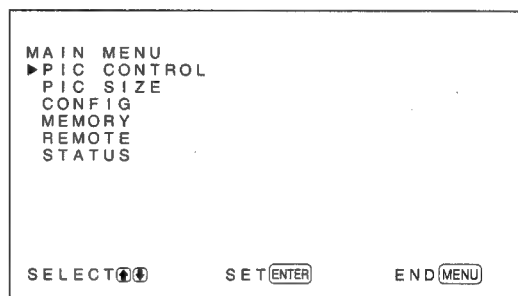 MAIN MENU
▶PIC CONTROL
PIC SIZE
CONFIG
MEMORY
REMOTE
STATUS
SELECT⬆⬇ SET ENTER END MENU